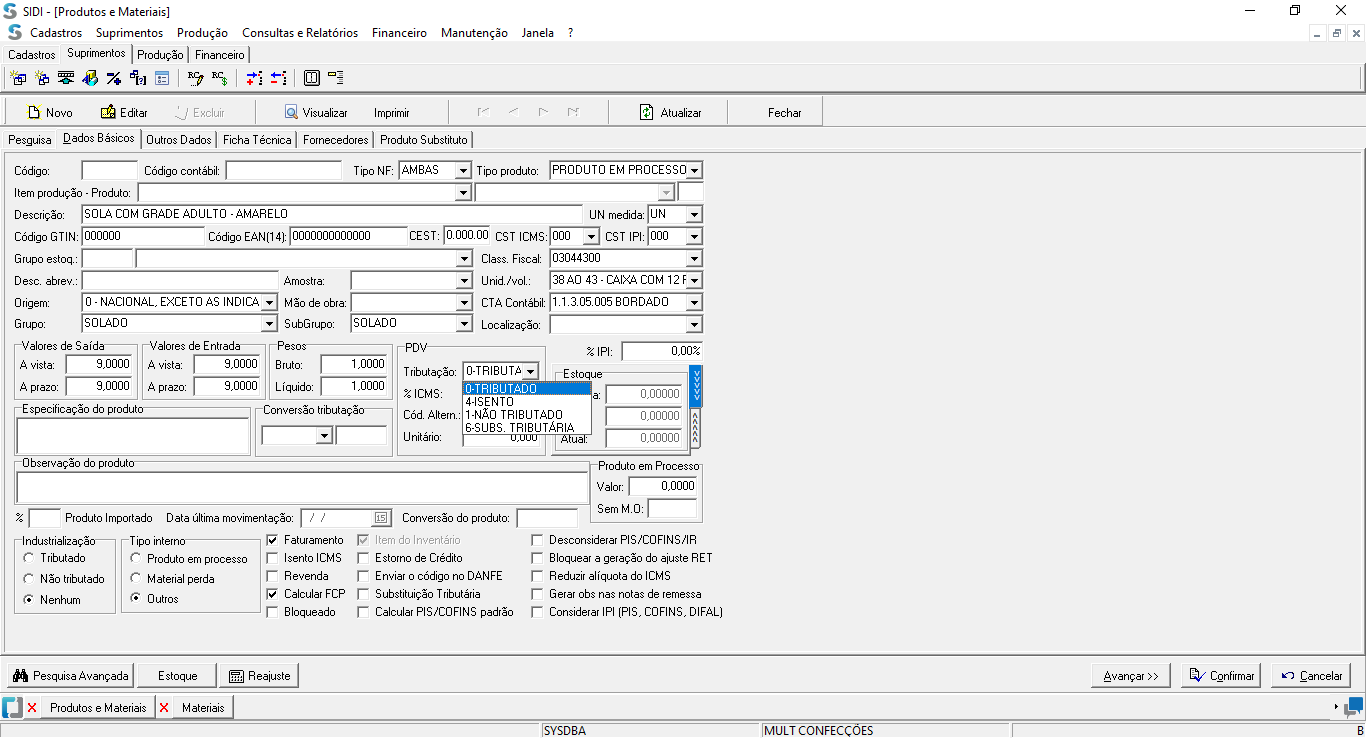 SIDI - [Produtos e Materiais]
Cadastros Suprimentos Produção Consultas e Relatórios Financeiro Manutenção Janela ?
Cadastros Suprimentos Produção Financeiro
Novo Editar Excluir Visualizar Imprimir Atualizar Fechar
Pesquisa Dados Básicos Outros Dados Ficha Técnica Fornecedores Produto Substituto
Código: Código contábil: Tipo NF: AMBAS Tipo produto: PRODUTO EM PROCESSO
Item produção - Produto:
Descrição: SOLA COM GRADE ADULTO - AMARELO UN medida: UN
Código GTIN: 000000 Código EAN(14): 0000000000000 CEST: 0.000.00 CST ICMS: 000 CST IPI: 000
Grupo estoq.: Class. Fiscal: 03044300
Desc. abrev.: Amostra: Unid./vol.: 38 AO 43 - CAIXA COM 12 F
Origem: 0 - NACIONAL, EXCETO AS INDICA Mão de obra: CTA Contábil: 1.1.3.05.005 BORDADO
Grupo: SOLADO SubGrupo: SOLADO Localização:
Valores de Saída Valores de Entrada Pesos PDV % IPI: 0,00%
A vista: 9,0000 A vista: 9,0000 Bruto: 1,0000 Tributação: 0-TRIBUTA Estoque
A prazo: 9,0000 A prazo: 9,0000 Líquido: 1,0000 % ICMS: 0-TRIBUTADO a: 0,00000
4-ISENTO
Especificação do produto Conversão tributação Cód. Altern.: 1-NÃO TRIBUTADO 0,00000
6-SUBS. TRIBUTÁRIA
Unitário: 0,000 Atual: 0,00000
Observação do produto Produto em Processo
Valor: 0,0000
Sem M.O:
% Produto Importado Data última movimentação: / / 15 Conversão do produto:
Industrialização Tipo interno Faturamento Item do Inventário Desconsiderar PIS/COFINS/IR
Tributado Produto em processo Isento ICMS Estorno de Crédito Bloquear a geração do ajuste RET
Não tributado Material perda Revenda Enviar o código no DANFE Reduzir alíquota do ICMS
Nenhum Outros Calcular FCP Substituição Tributária Gerar obs nas notas de remessa
Bloqueado Calcular PIS/COFINS padrão Considerar IPI (PIS, COFINS, DIFAL)
Pesquisa Avançada Estoque Reajuste Avançar >> Confirmar Cancelar
Produtos e Materiais Materiais
SYSDBA MULT CONFECÇÕES B